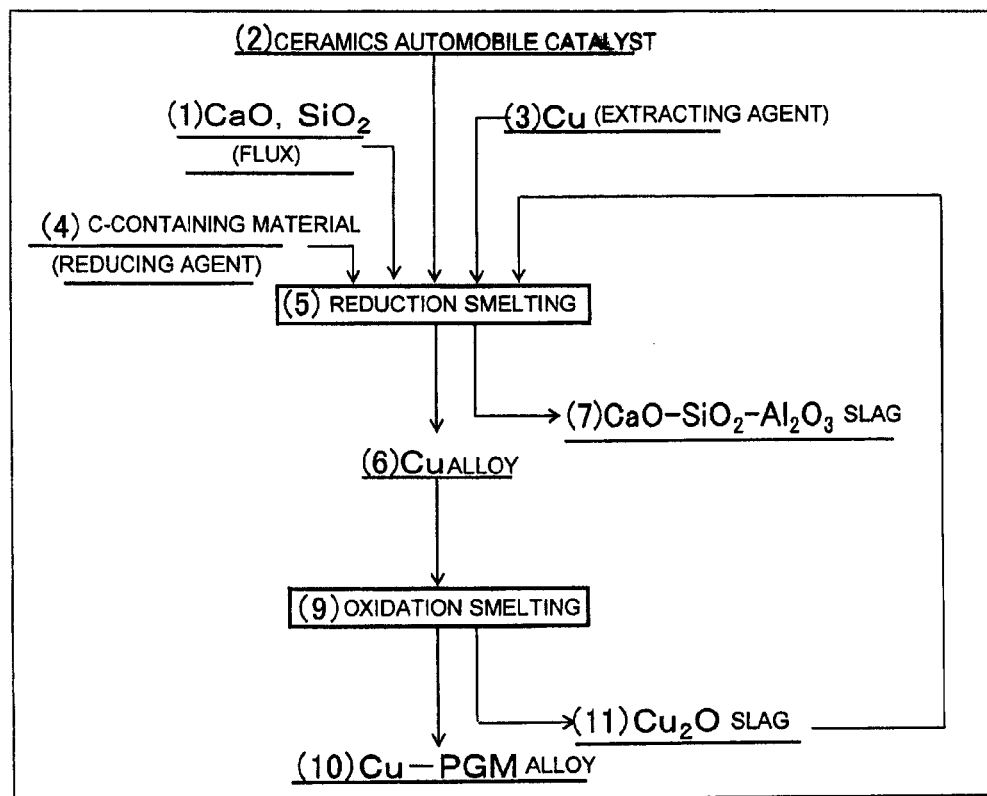 (2) CERAMICS AUTOMOBILE CATALYST
(1) CaO, SiO₂
(FLUX)
(3) Cu (EXTRACTING AGENT)
(4) C-CONTAINING MATERIAL
(REDUCING AGENT)
(5) REDUCTION SMELTING
(7) CaO-SiO₂-Al₂O₃ SLAG
(6) Cu ALLOY
(9) OXIDATION SMELTING
(11) Cu₂O SLAG
(10) Cu-PGM ALLOY